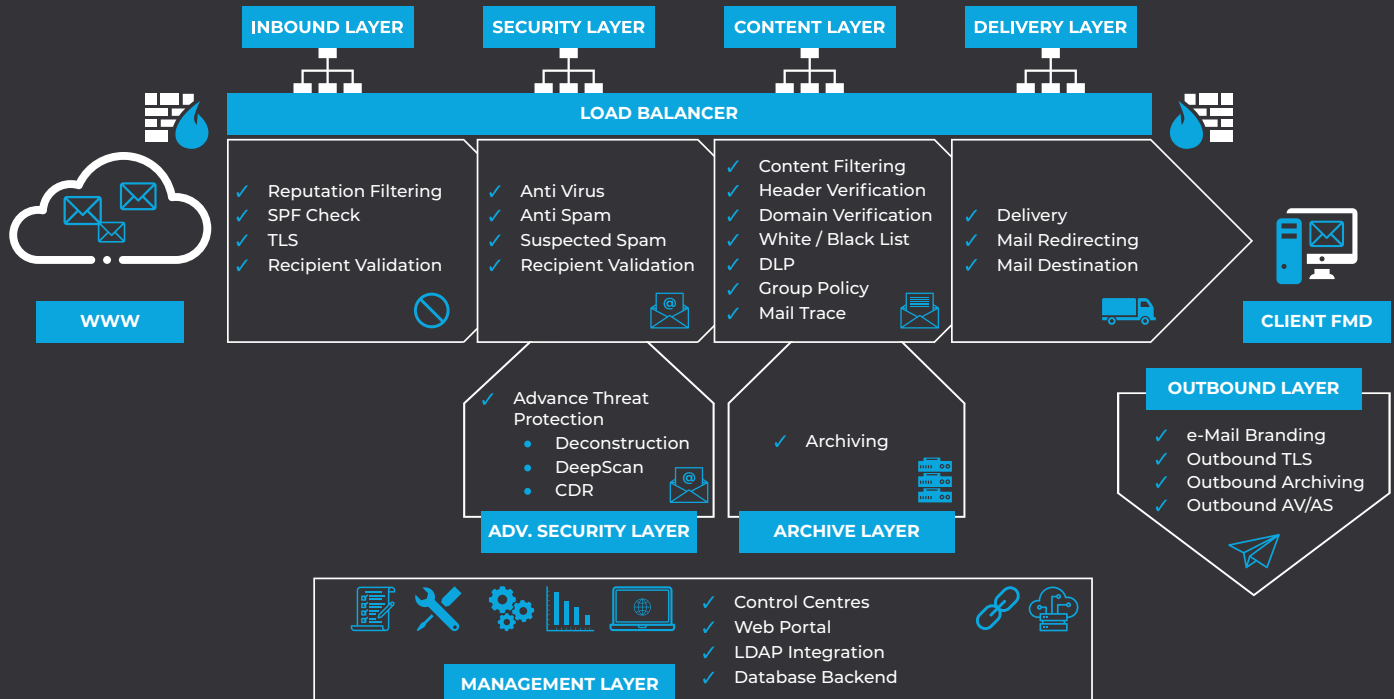 INBOUND LAYER
SECURITY LAYER
CONTENT LAYER
DELIVERY LAYER
LOAD BALANCER
Reputation Filtering
SPF Check
TLS
Recipient Validation
Anti Virus
Anti Spam
Suspected Spam
Recipient Validation
Content Filtering
Header Verification
Domain Verification
White / Black List
DLP
Group Policy
Mail Trace
Delivery
Mail Redirecting
Mail Destination
WWW
CLIENT FMD
Advance Threat
Protection
Deconstruction
DeepScan
CDR
@
@
ADV. SECURITY LAYER
Archiving
ARCHIVE LAYER
OUTBOUND LAYER
e-Mail Branding
Outbound TLS
Outbound Archiving
Outbound AV/AS
Control Centres
Web Portal
LDAP Integration
Database Backend
MANAGEMENT LAYER